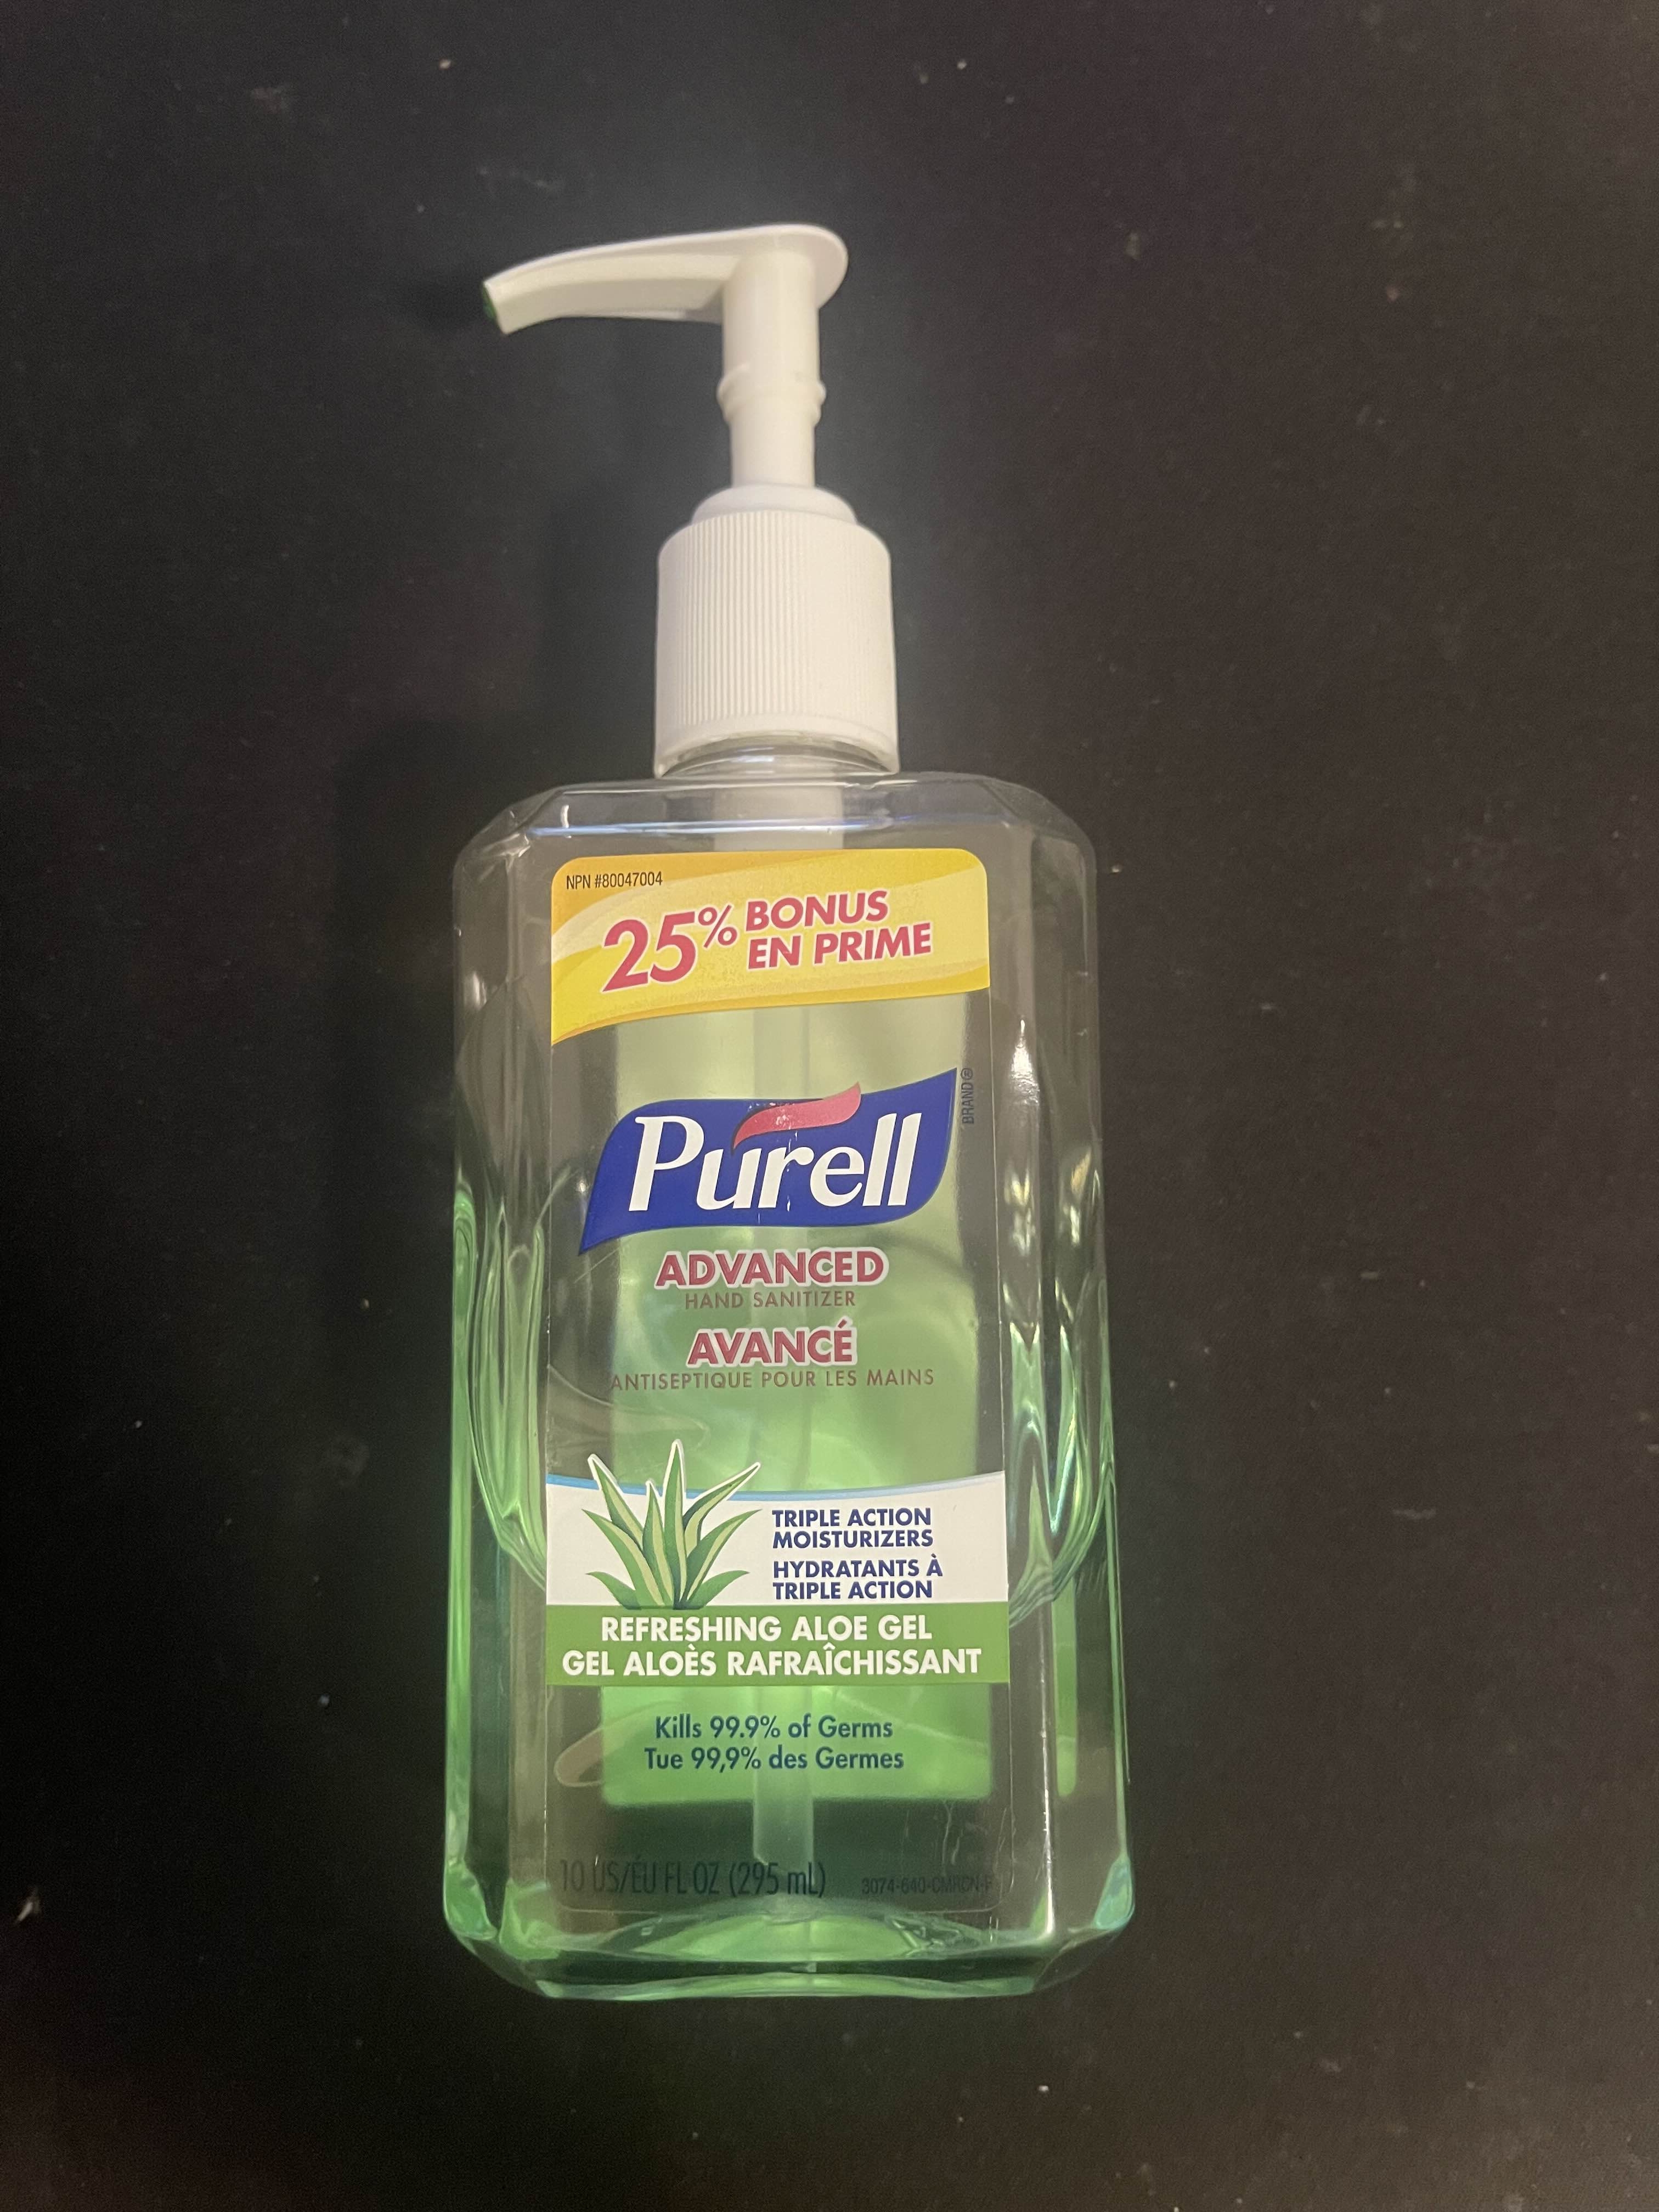 NPN #80047004
25% BONUS
EN PRIME
Purell
BRAND®
ADVANCED
HAND SANITIZER
AVANCÉ
ANTISEPTIQUE POUR LES MAINS
TRIPLE ACTION
MOISTURIZERS
HYDRATANTS À
TRIPLE ACTION
REFRESHING ALOE GEL
GEL ALOÈS RAFRAÎCHISSANT
Kills 99.9% of Germs
Tue 99,9% des Germes
10 US/ÉU FL OZ (295 mL)